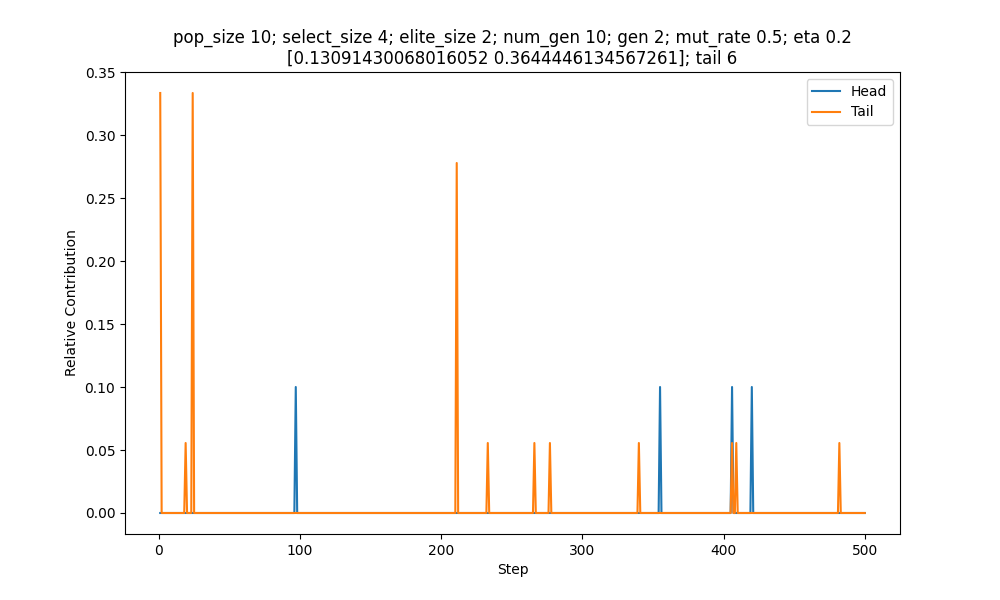 pop_size 10; select_size 4; elite_size 2; num_gen 10; gen 2; mut_rate 0.5; eta 0.2
[0.13091430068016052 0.3644446134567261]; tail 6
Head
Tail
0.35
0.30
0.25
0.20
0.15
0.10
0.05
0.00
Relative Contribution
0
100
200
300
400
500
Step